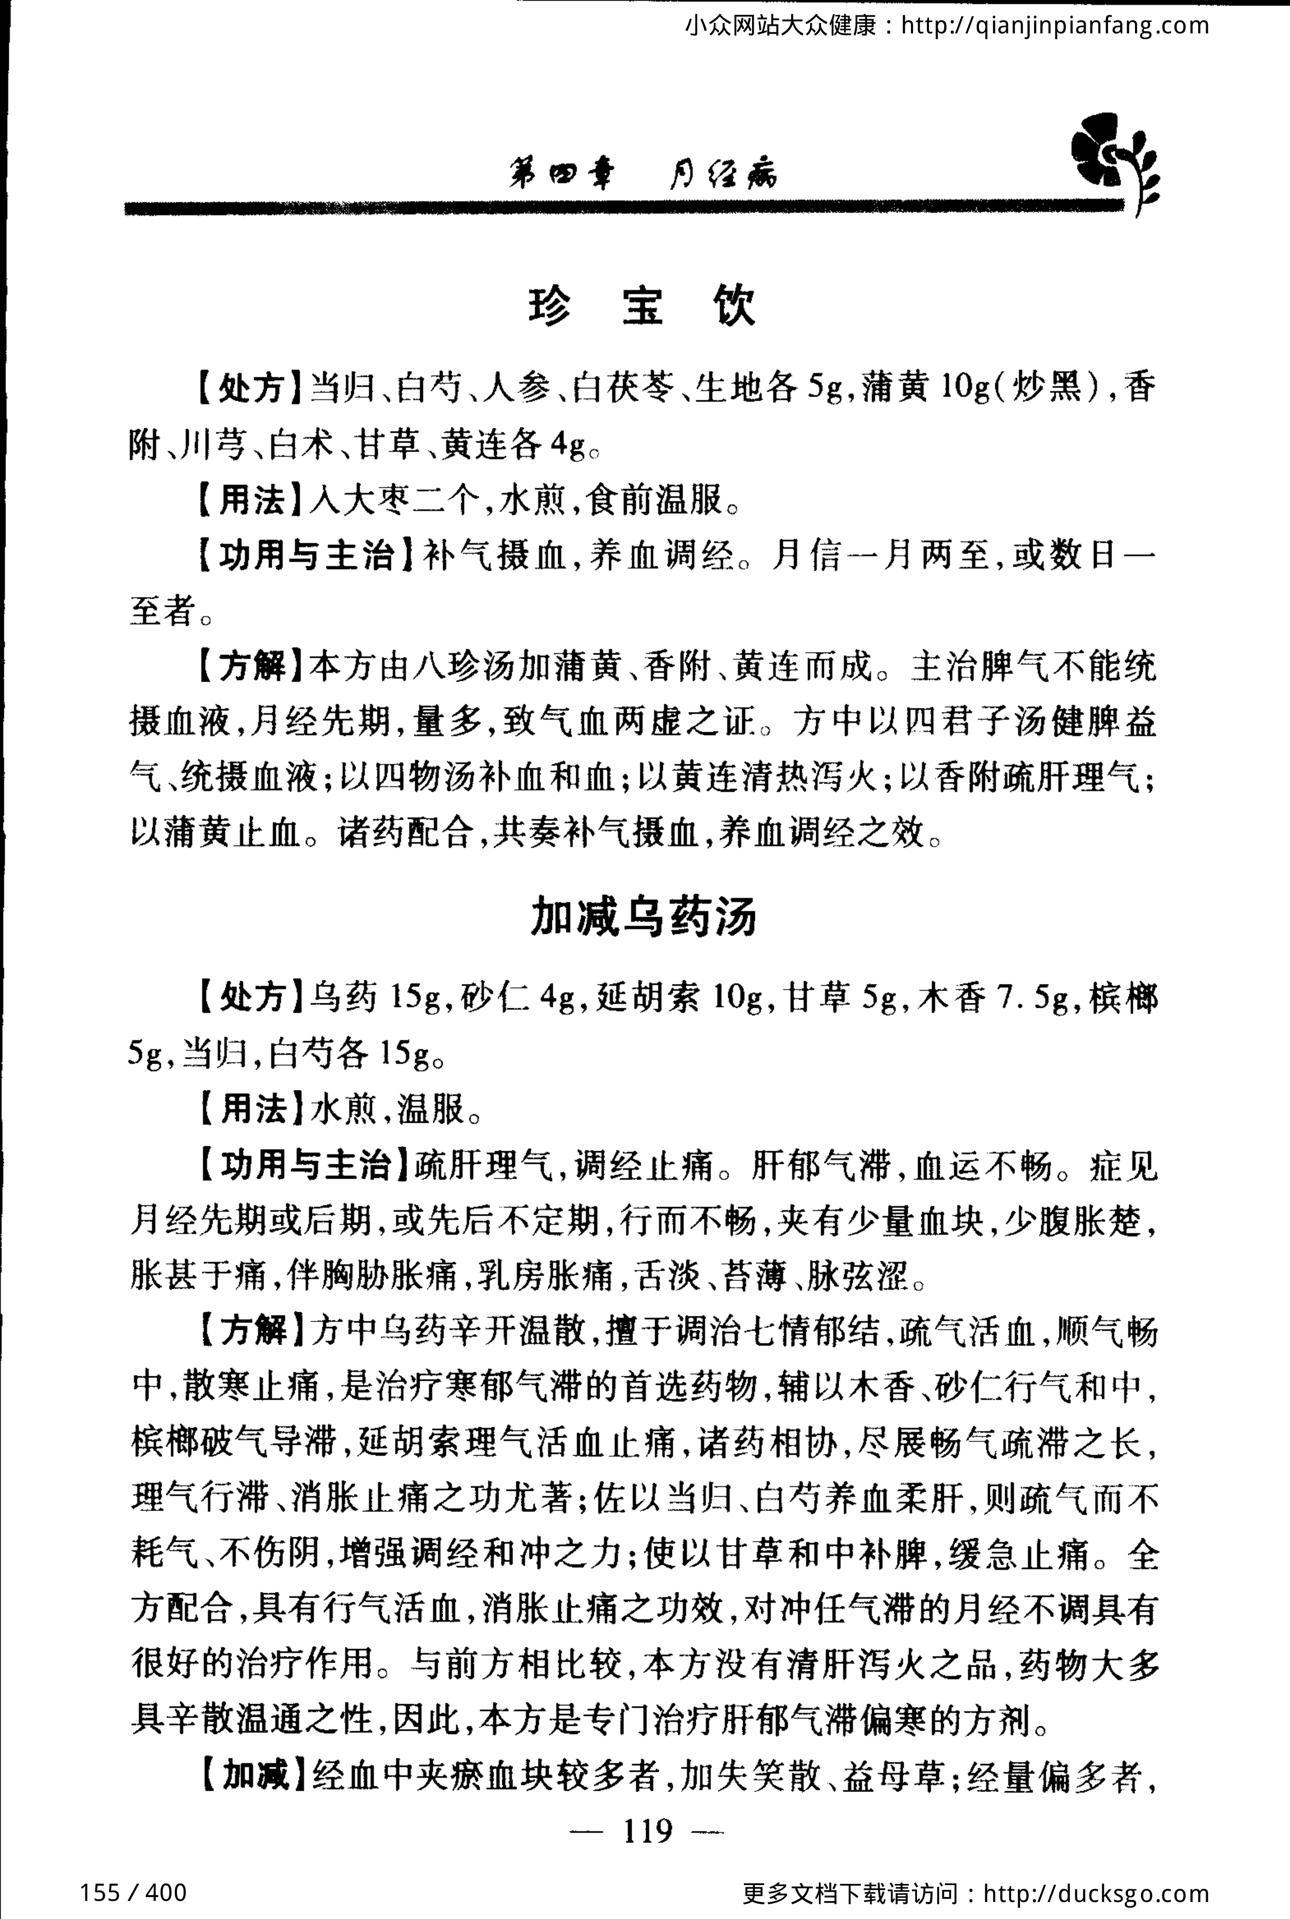 小众网站大众健康：http://qianjinpianfang.com
第四章　月经病
珍　宝　饮
【处方】当归、白芍、人参、白茯苓、生地各5g,蒲黄10g(炒黑),香
附、川芎、白术、甘草、黄连各4g。
【用法】入大枣二个,水煎,食前温服。
【功用与主治】补气摄血,养血调经。月信一月两至,或数日一
至者。
【方解】本方由八珍汤加蒲黄、香附、黄连而成。主治脾气不能统
摄血液,月经先期,量多,致气血两虚之证。方中以四君子汤健脾益
气、统摄血液;以四物汤补血和血;以黄连清热泻火;以香附疏肝理气;
以蒲黄止血。诸药配合,共奏补气摄血,养血调经之效。
加减乌药汤
【处方】乌药15g,砂仁4g,延胡索10g,甘草5g,木香7.5g,槟榔
5g,当归,白芍各15g。
【用法】水煎,温服。
【功用与主治】疏肝理气,调经止痛。肝郁气滞,血运不畅。症见
月经先期或后期,或先后不定期,行而不畅,夹有少量血块,少腹胀楚,
胀甚于痛,伴胸胁胀痛,乳房胀痛,舌淡、苔薄、脉弦涩。
【方解】方中乌药辛开温散,擅于调治七情郁结,疏气活血,顺气畅
中,散寒止痛,是治疗寒郁气滞的首选药物,辅以木香、砂仁行气和中,
槟榔破气导滞,延胡索理气活血止痛,诸药相协,尽展畅气疏滞之长,
理气行滞、消胀止痛之功尤著;佐以当归、白芍养血柔肝,则疏气而不
耗气、不伤阴,增强调经和冲之力;使以甘草和中补脾,缓急止痛。全
方配合,具有行气活血,消胀止痛之功效,对冲任气滞的月经不调具有
很好的治疗作用。与前方相比较,本方没有清肝泻火之品,药物大多
具辛散温通之性,因此,本方是专门治疗肝郁气滞偏寒的方剂。
【加减】经血中夹瘀血块较多者,加失笑散、益母草;经量偏多者,
— 119 —
155 / 400
更多文档下载请访问：http://ducksgo.com